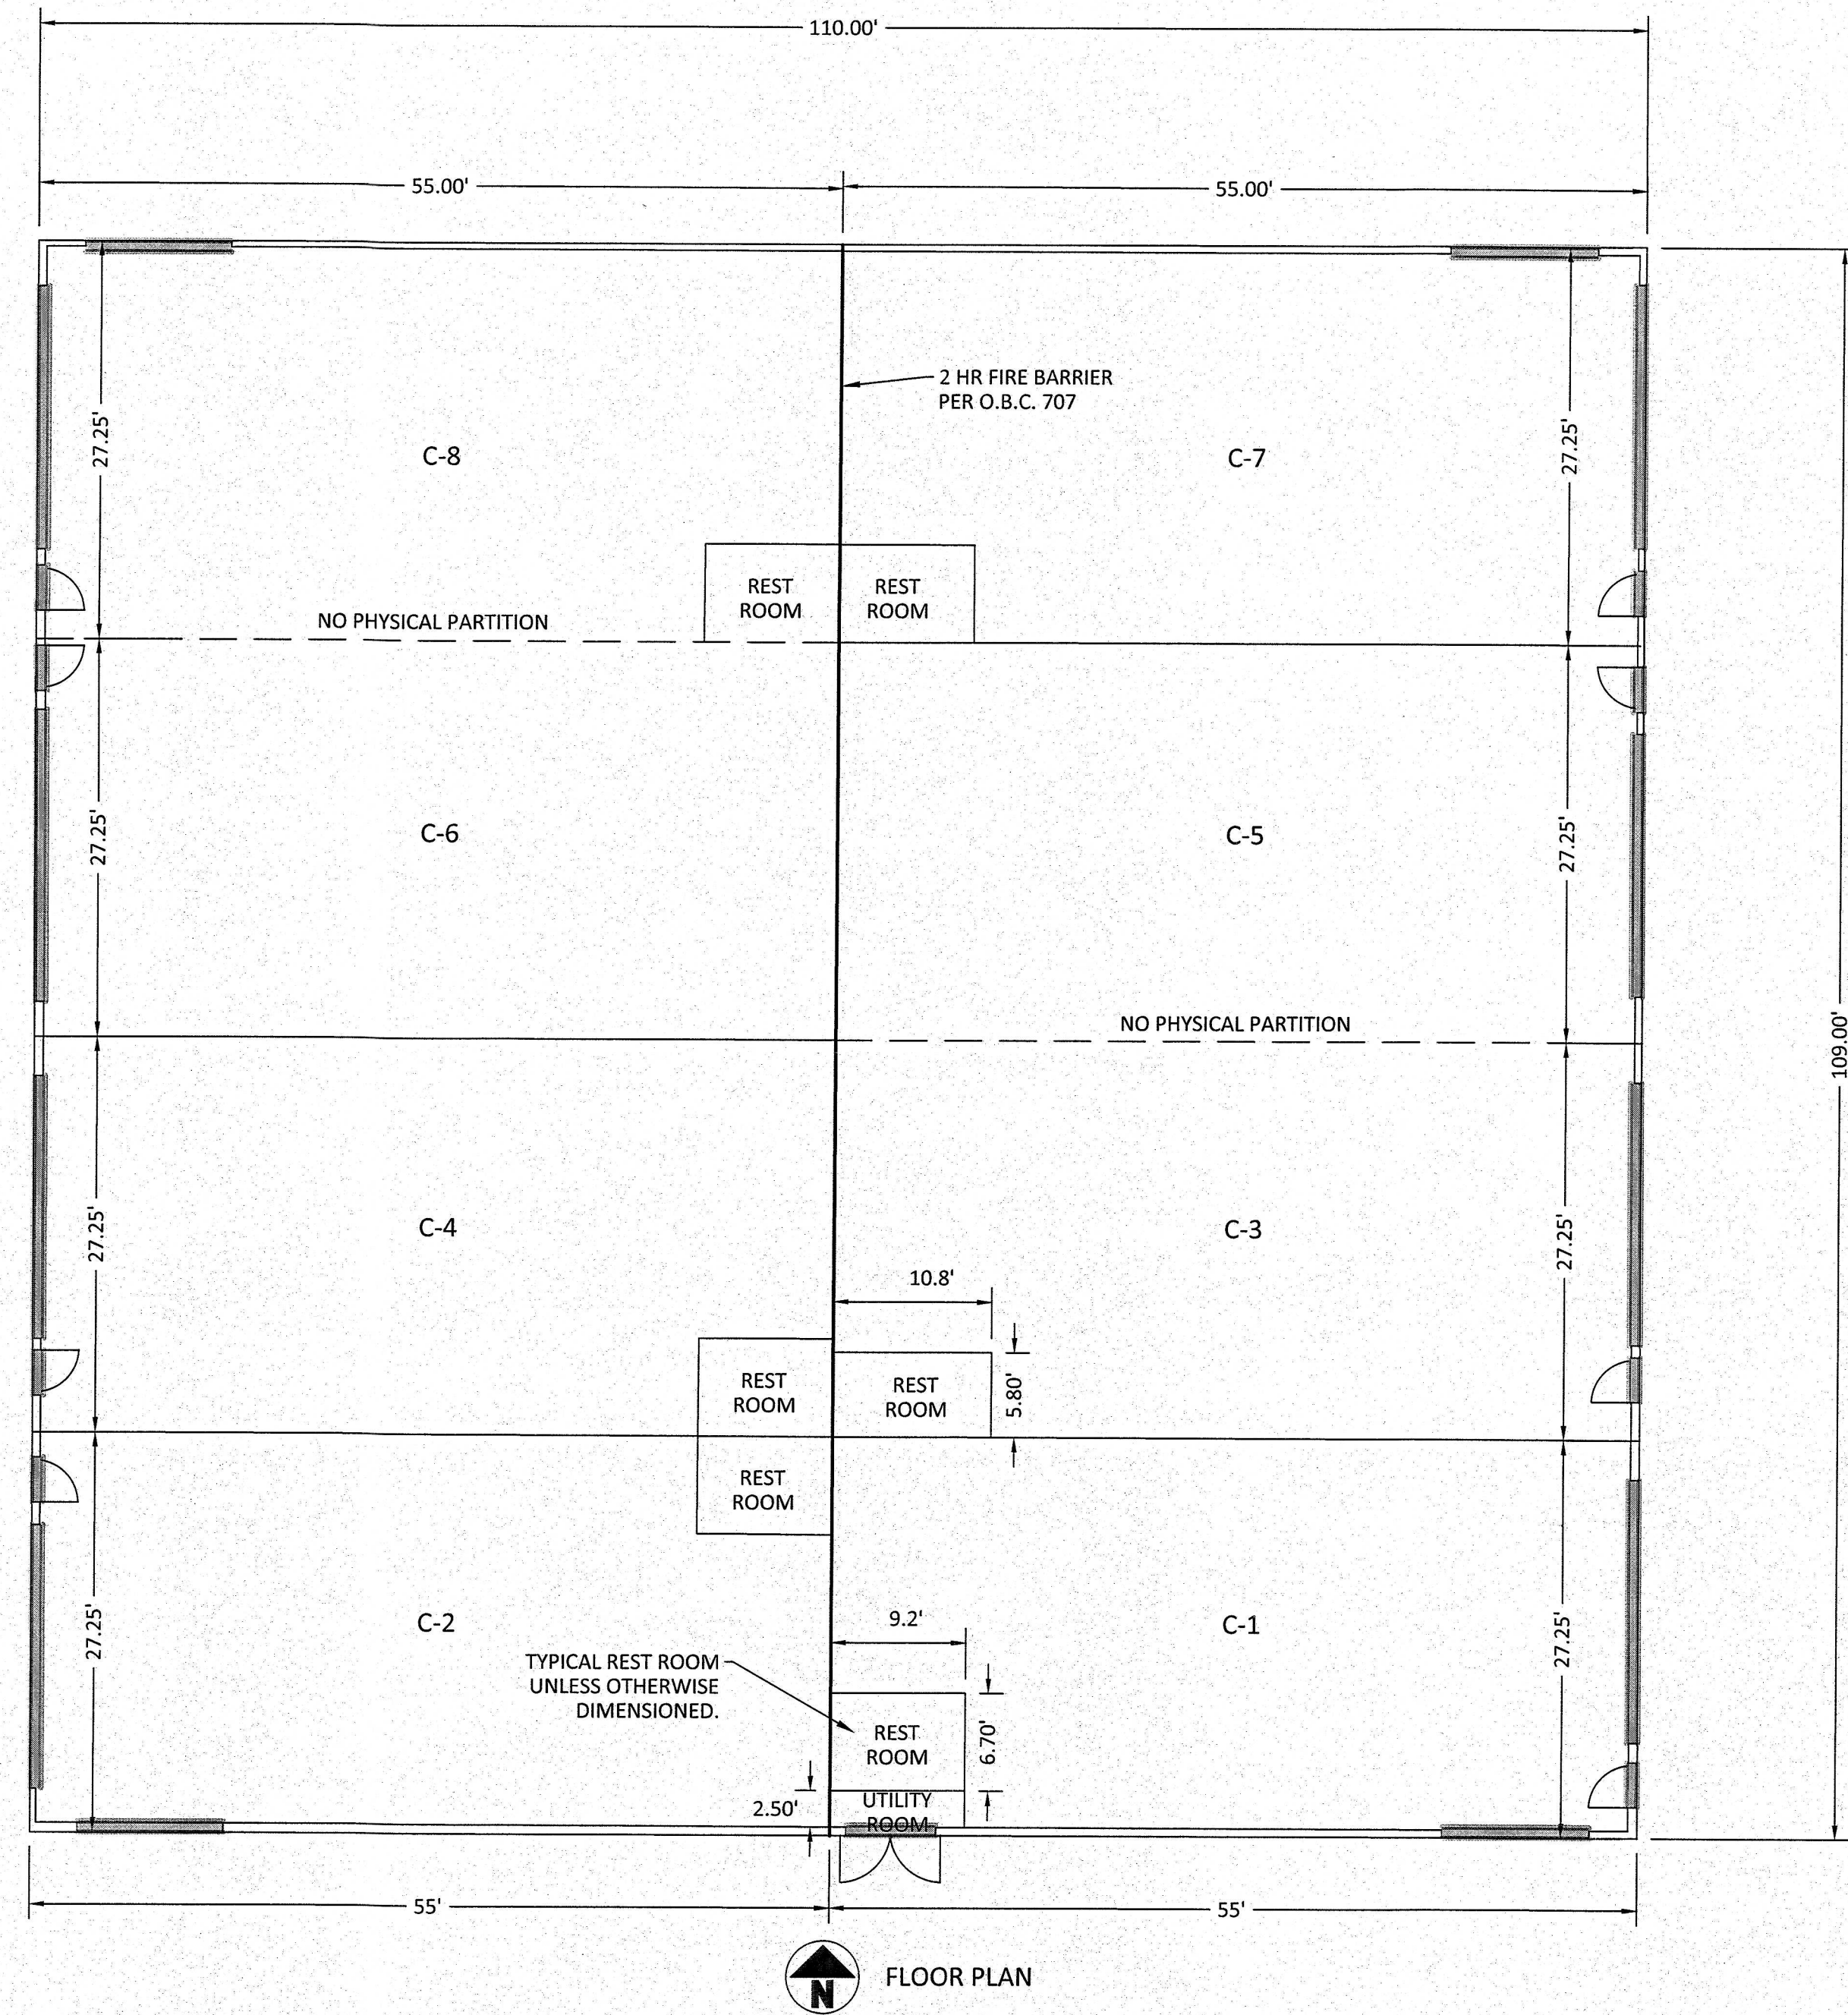 110.00'
55.00'
55.00'
2 HR FIRE BARRIER
PER O.B.C. 707
27.25'
C-8
C-7
27.25'
REST
ROOM
REST
ROOM
NO PHYSICAL PARTITION
27.25'
C-6
C-5
27.25'
NO PHYSICAL PARTITION
109.00'
27.25'
C-4
C-3
27.25'
10.8'
REST
ROOM
REST
ROOM
5.80'
REST
ROOM
27.25'
C-2
9.2'
C-1
27.25'
TYPICAL REST ROOM
UNLESS OTHERWISE
DIMENSIONED.
REST
ROOM
6.70'
2.50'
UTILITY
ROOM
55'
55'
N
FLOOR PLAN